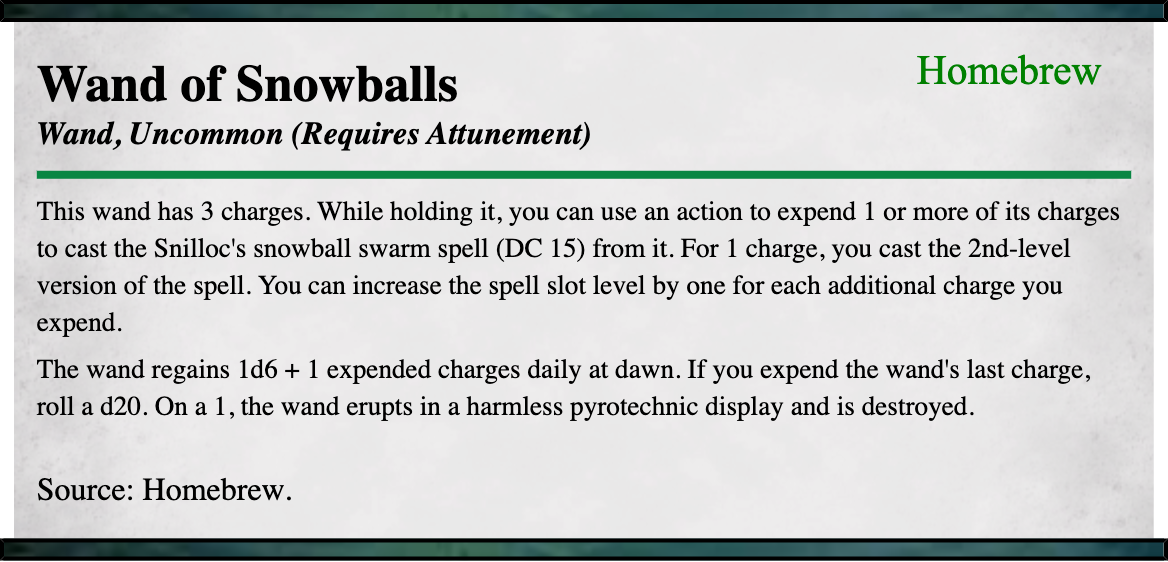 Wand of Snowballs
Homebrew
Wand, Uncommon (Requires Attunement)
This wand has 3 charges. While holding it, you can use an action to expend 1 or more of its charges
to cast the Snilloc's snowball swarm spell (DC 15) from it. For 1 charge, you cast the 2nd-level
version of the spell. You can increase the spell slot level by one for each additional charge you
expend.
The wand regains 1d6 + 1 expended charges daily at dawn. If you expend the wand's last charge,
roll a d20. On a 1, the wand erupts in a harmless pyrotechnic display and is destroyed.
Source: Homebrew.